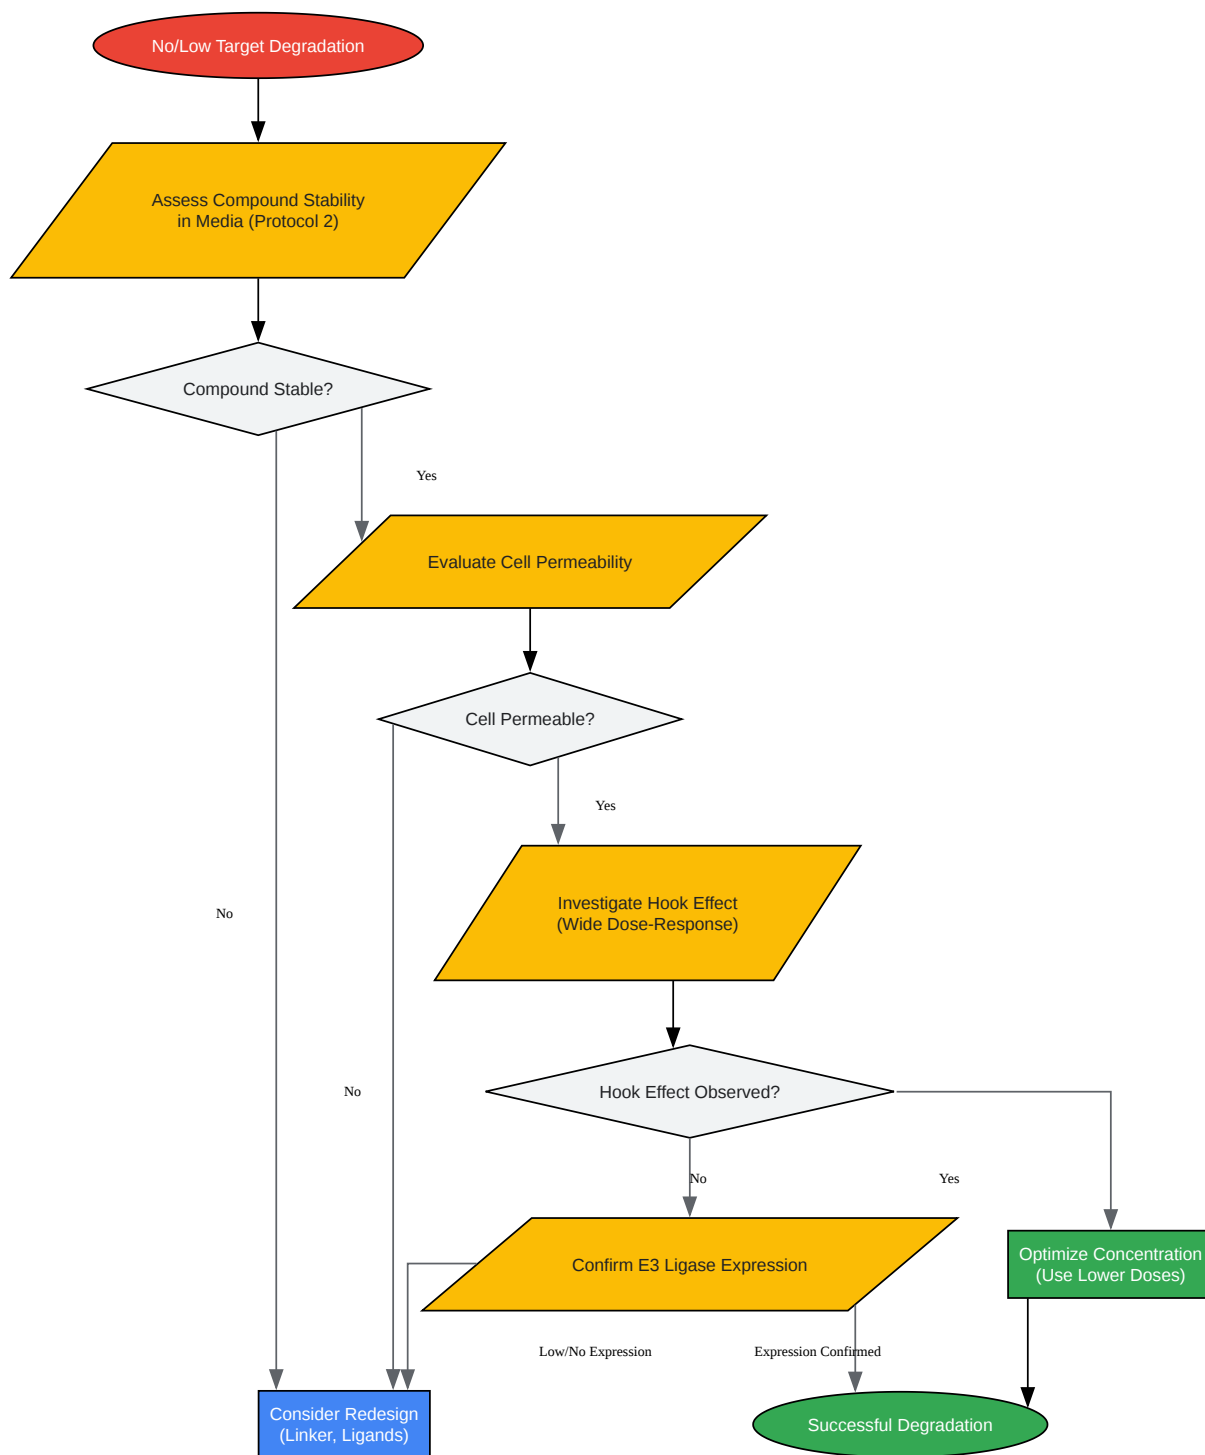 No/Low Target Degradation
Assess Compound Stability
in Media (Protocol 2)
Compound Stable?
Yes
Evaluate Cell Permeability
Cell Permeable?
Yes
Investigate Hook Effect
(Wide Dose-Response)
No
No
Hook Effect Observed?
No
Yes
Confirm E3 Ligase Expression
Optimize Concentration
(Use Lower Doses)
Low/No Expression
Expression Confirmed
Consider Redesign
(Linker, Ligands)
Successful Degradation